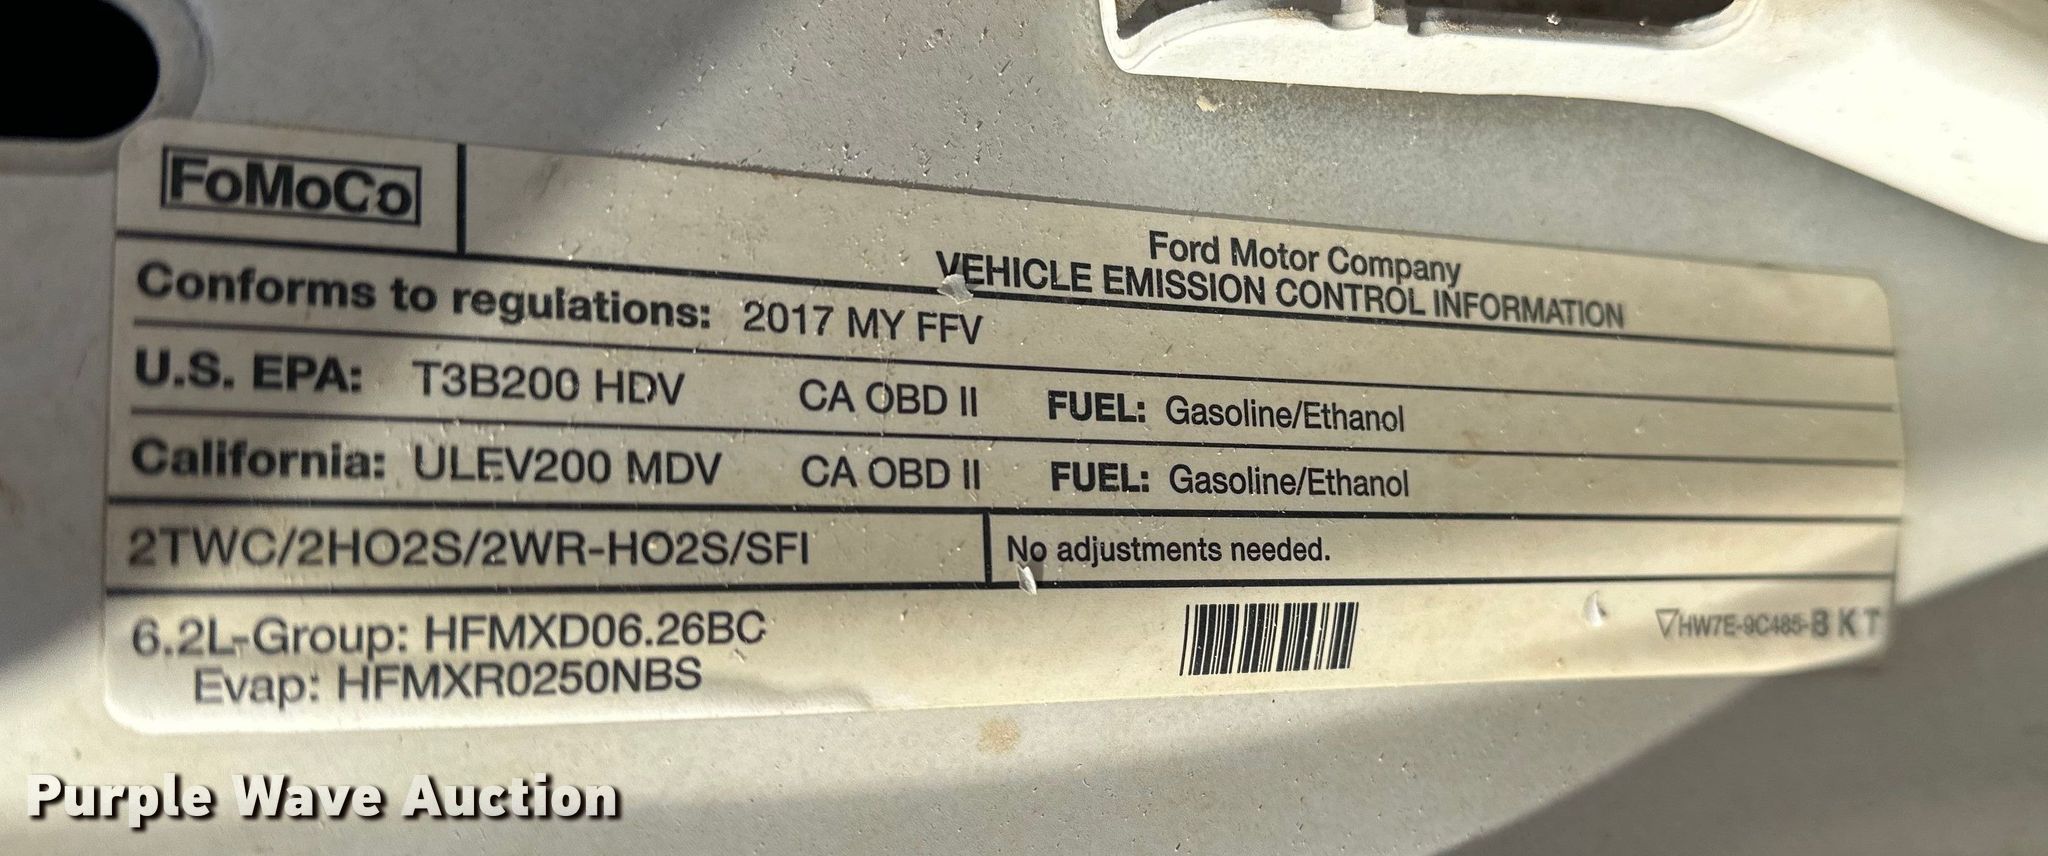 FoMoCo
Ford Motor Company
VEHICLE EMISSION CONTROL INFORMATION
Conforms to regulations: 2017 MY FFV
U.S. EPA: T3B200 HDV CA OBD II FUEL: Gasoline/Ethanol
California: ULEV200 MDV CA OBD II FUEL: Gasoline/Ethanol
2TWC/2HO2S/2WR-HO2S/SFI No adjustments needed.
6.2L-Group: HFMXD06.26BC
Evap: HFMXR0250NBS
HW7E-9C485-BKT
Purple Wave Auction